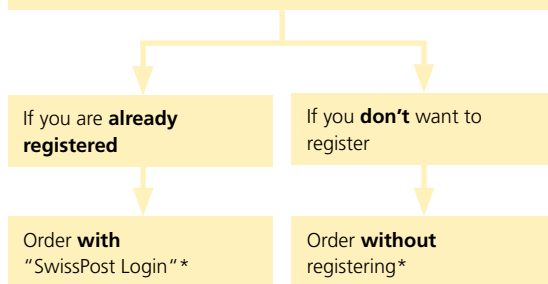 If you are already
registered
If you don't want to
register
Order with
"SwissPost Login"*
Order without
registering*